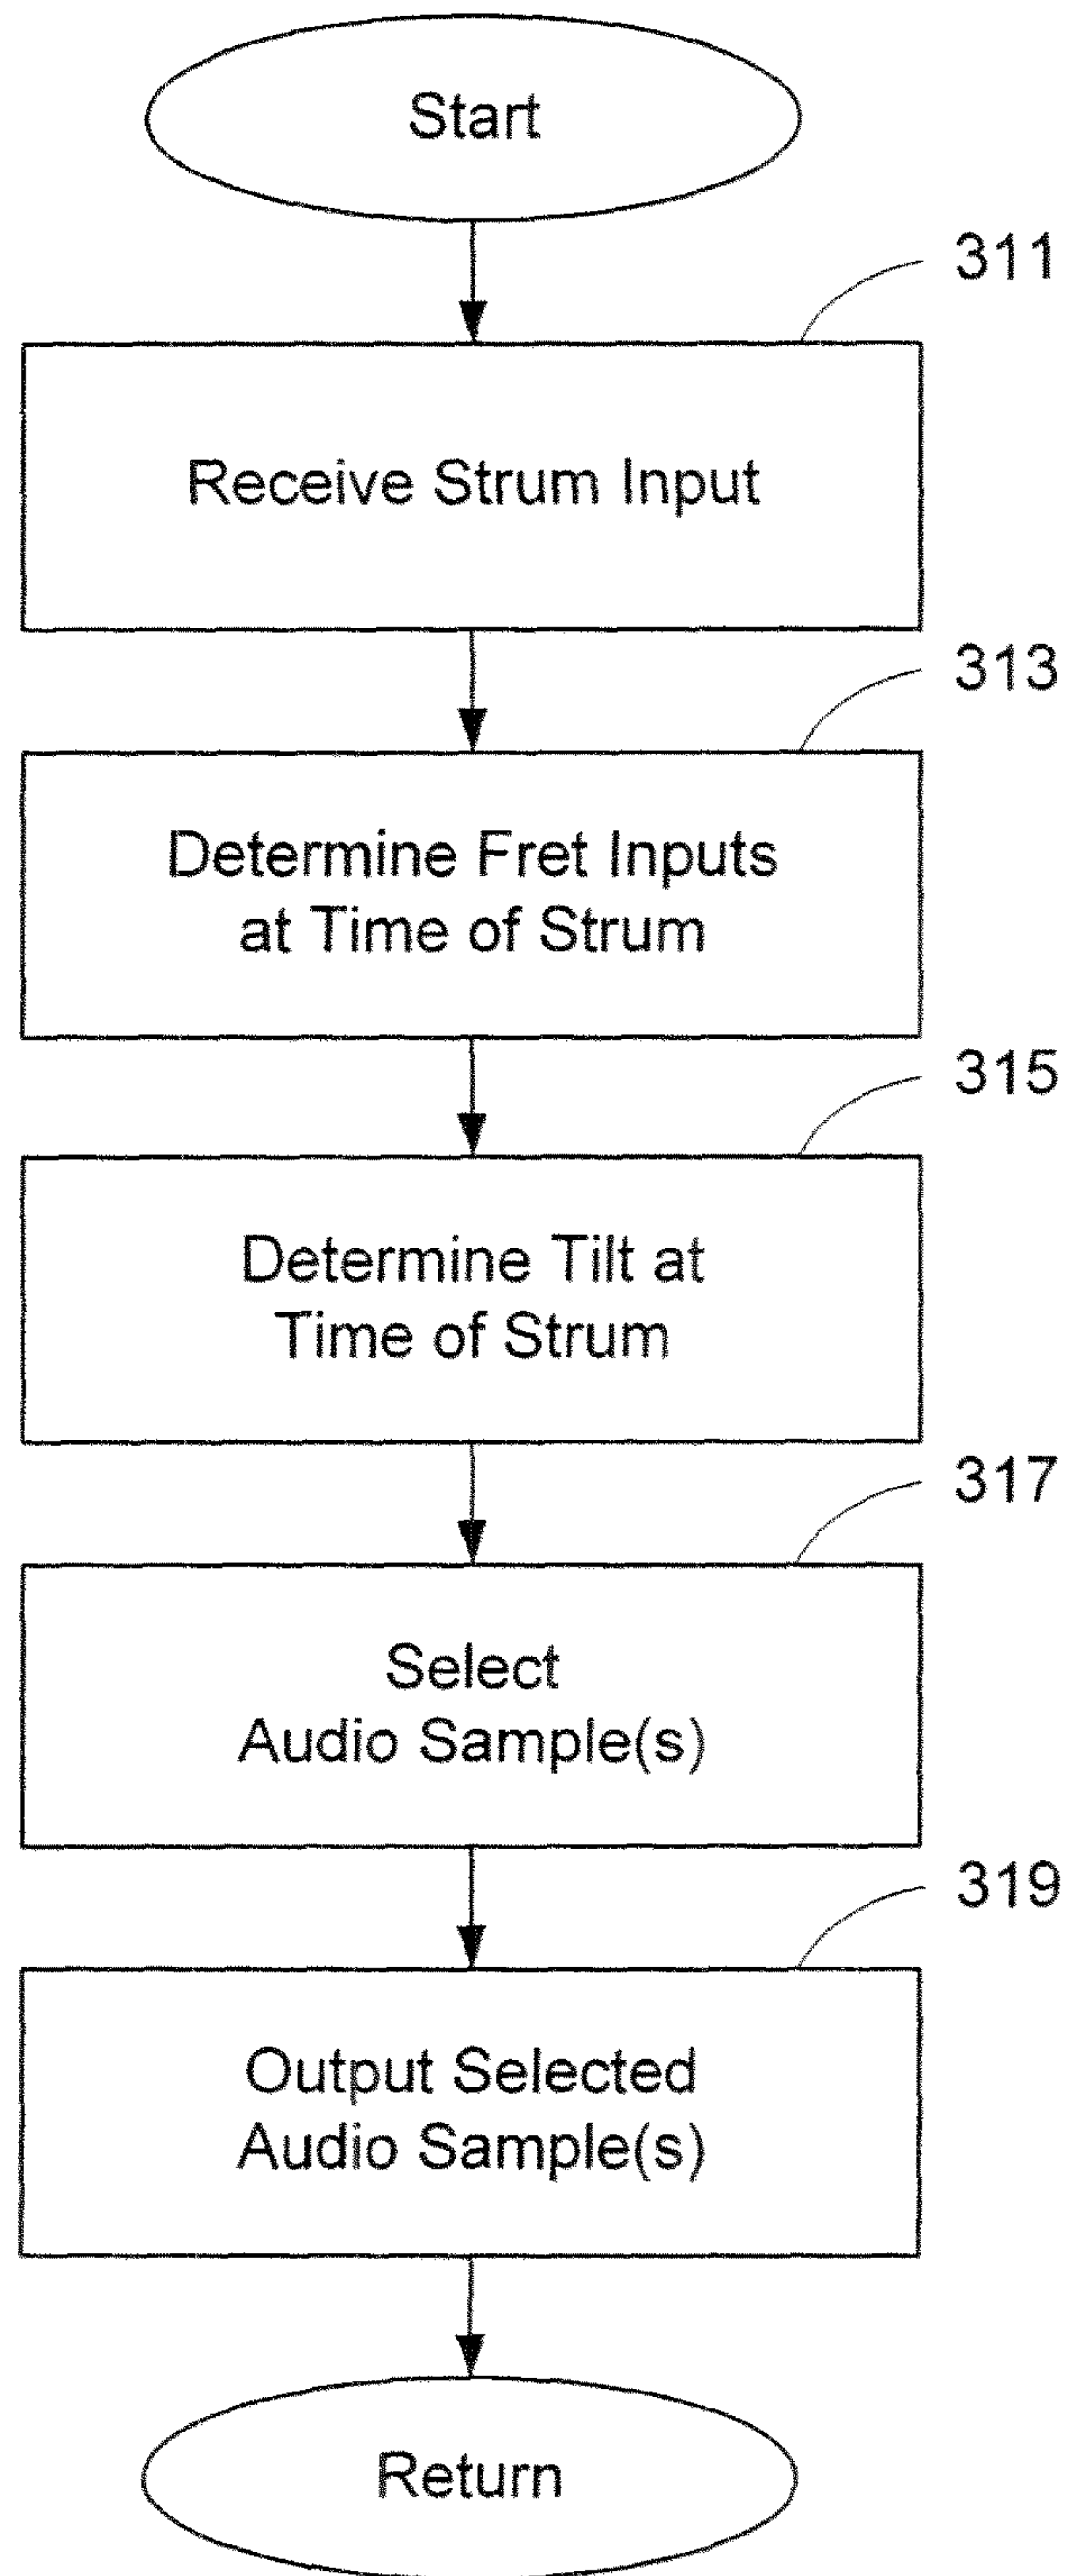 Start
311
Receive Strum Input
313
Determine Fret Inputs
at Time of Strum
315
Determine Tilt at
Time of Strum
317
Select
Audio Sample(s)
319
Output Selected
Audio Sample(s)
Return